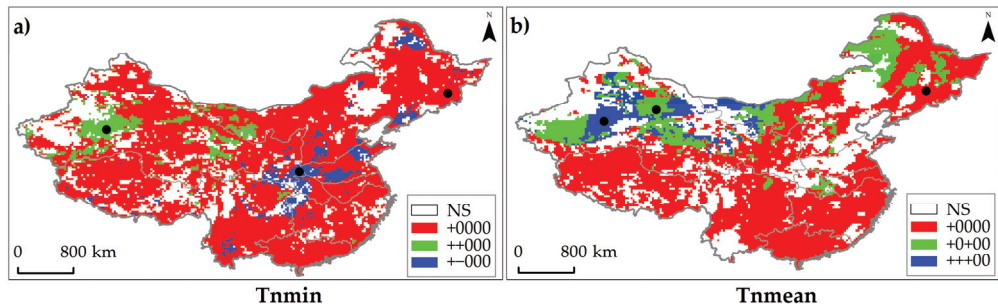 a)
N
NS
+0000
++000
+−000
0 800 km
Tnmin
b)
N
NS
+0000
+0+00
+++00
0 800 km
Tnmean